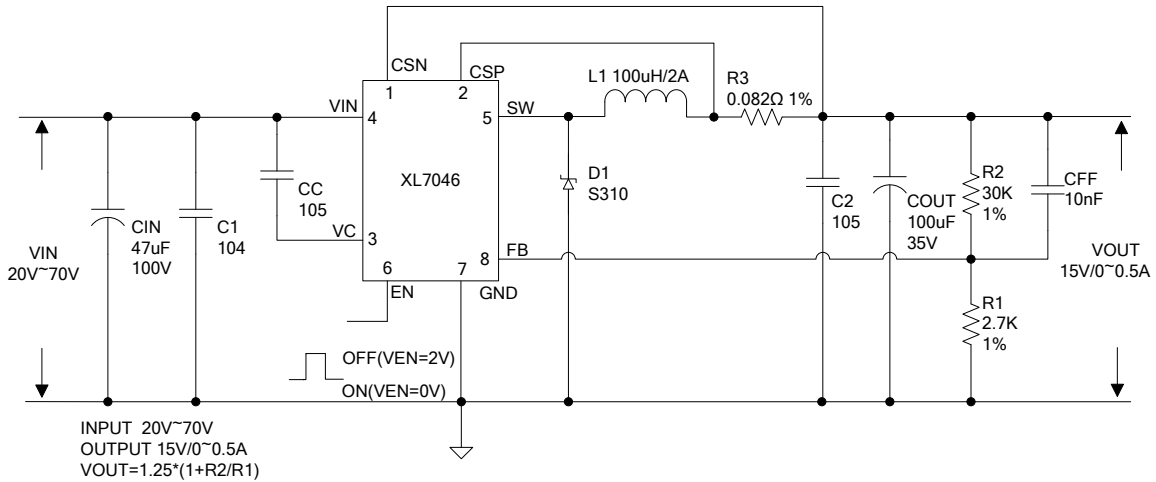 CSN
CSP
1
2
L1 100uH/2A
R3
0.082Ω 1%
VIN
4
5
SW
XL7046
CC
105
D1
S310
R2
30K
1%
CFF
10nF
C2
105
COUT
100uF
35V
CIN
47uF
100V
C1
104
VC
3
8
FB
VIN
20V~70V
VOUT
15V/0~0.5A
6
7
EN
GND
R1
2.7K
1%
OFF(VEN=2V)
ON(VEN=0V)
INPUT 20V~70V
OUTPUT 15V/0~0.5A
VOUT=1.25*(1+R2/R1)